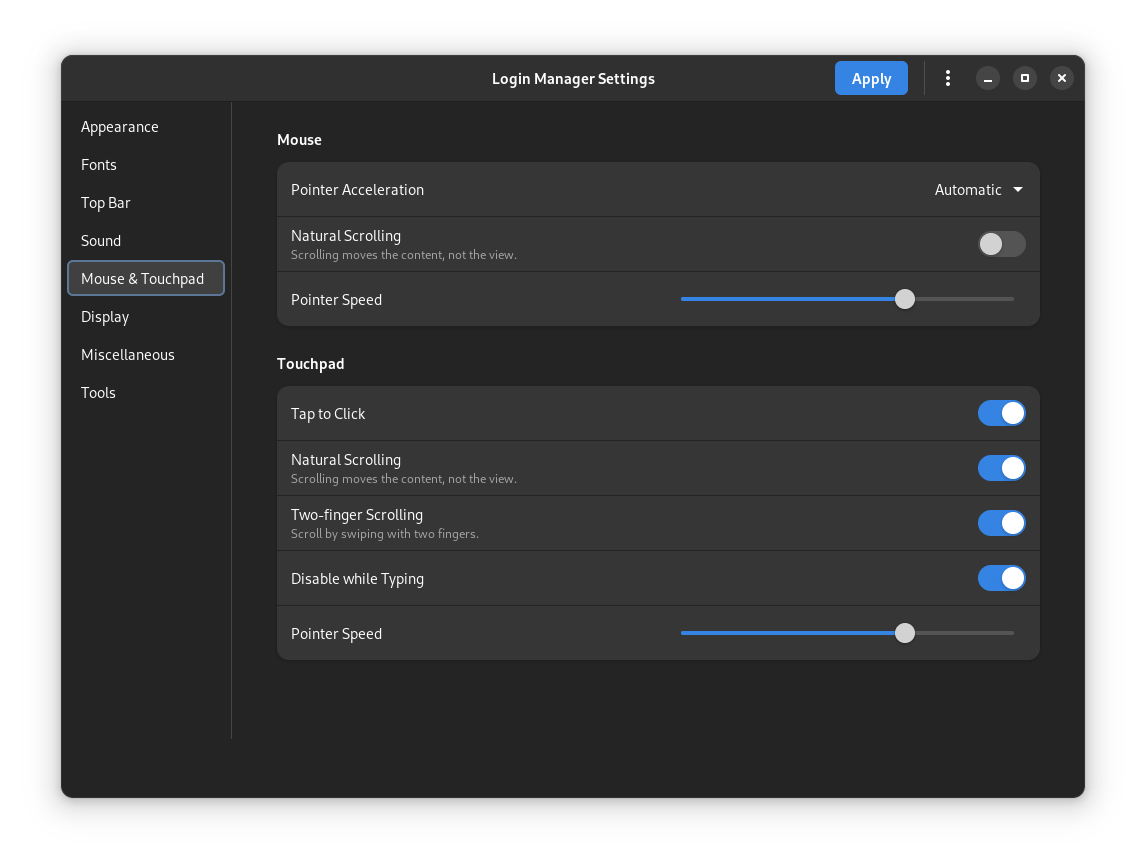 Login Manager Settings
Apply
Appearance
Fonts
Top Bar
Sound
Mouse & Touchpad
Display
Miscellaneous
Tools
Mouse
Pointer Acceleration
Automatic
Natural Scrolling
Scrolling moves the content, not the view.
Pointer Speed
Touchpad
Tap to Click
Natural Scrolling
Scrolling moves the content, not the view.
Two-finger Scrolling
Scroll by swiping with two fingers.
Disable while Typing
Pointer Speed